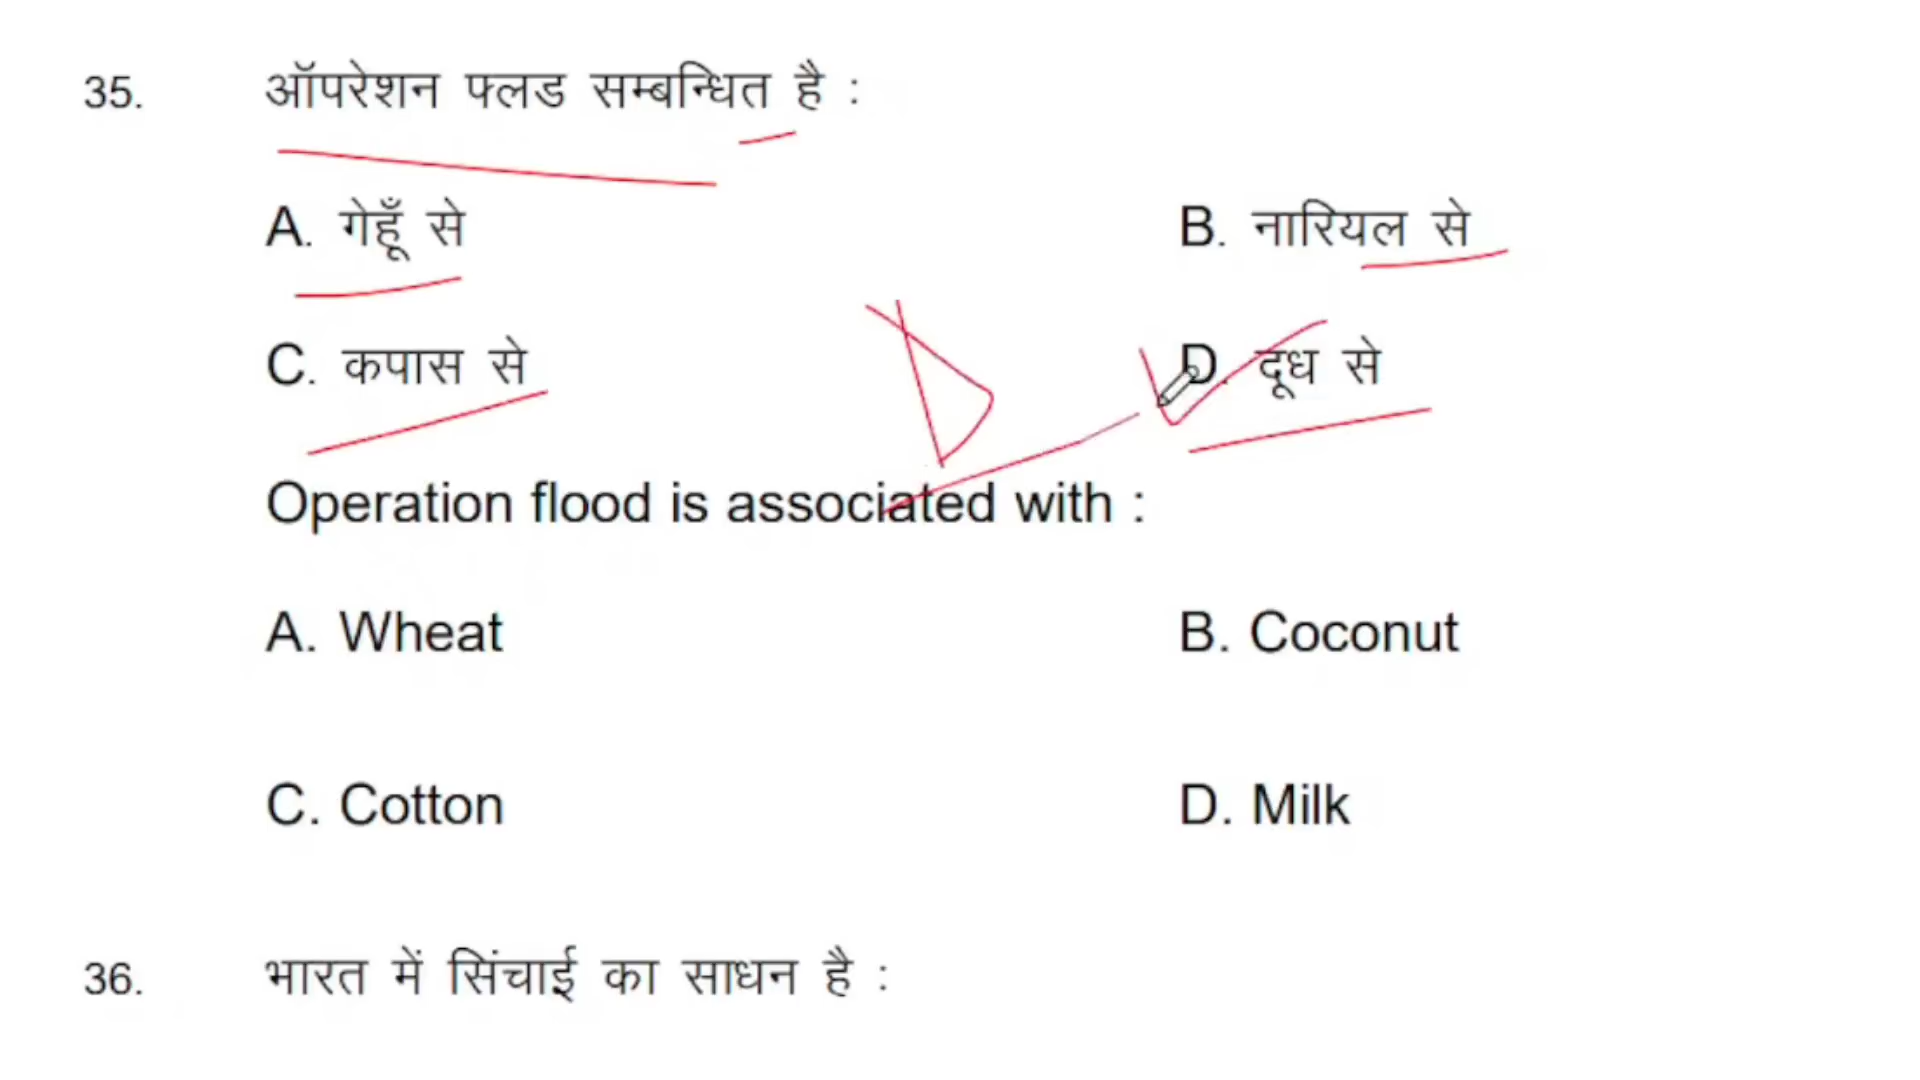 35. ऑपरेशन फ्लड सम्बन्धित है :
A. गेहूँ से B. नारियल से
C. कपास से D. दूध से
D
Operation flood is associated with :
A. Wheat B. Coconut
C. Cotton D. Milk
36. भारत में सिंचाई का साधन है :